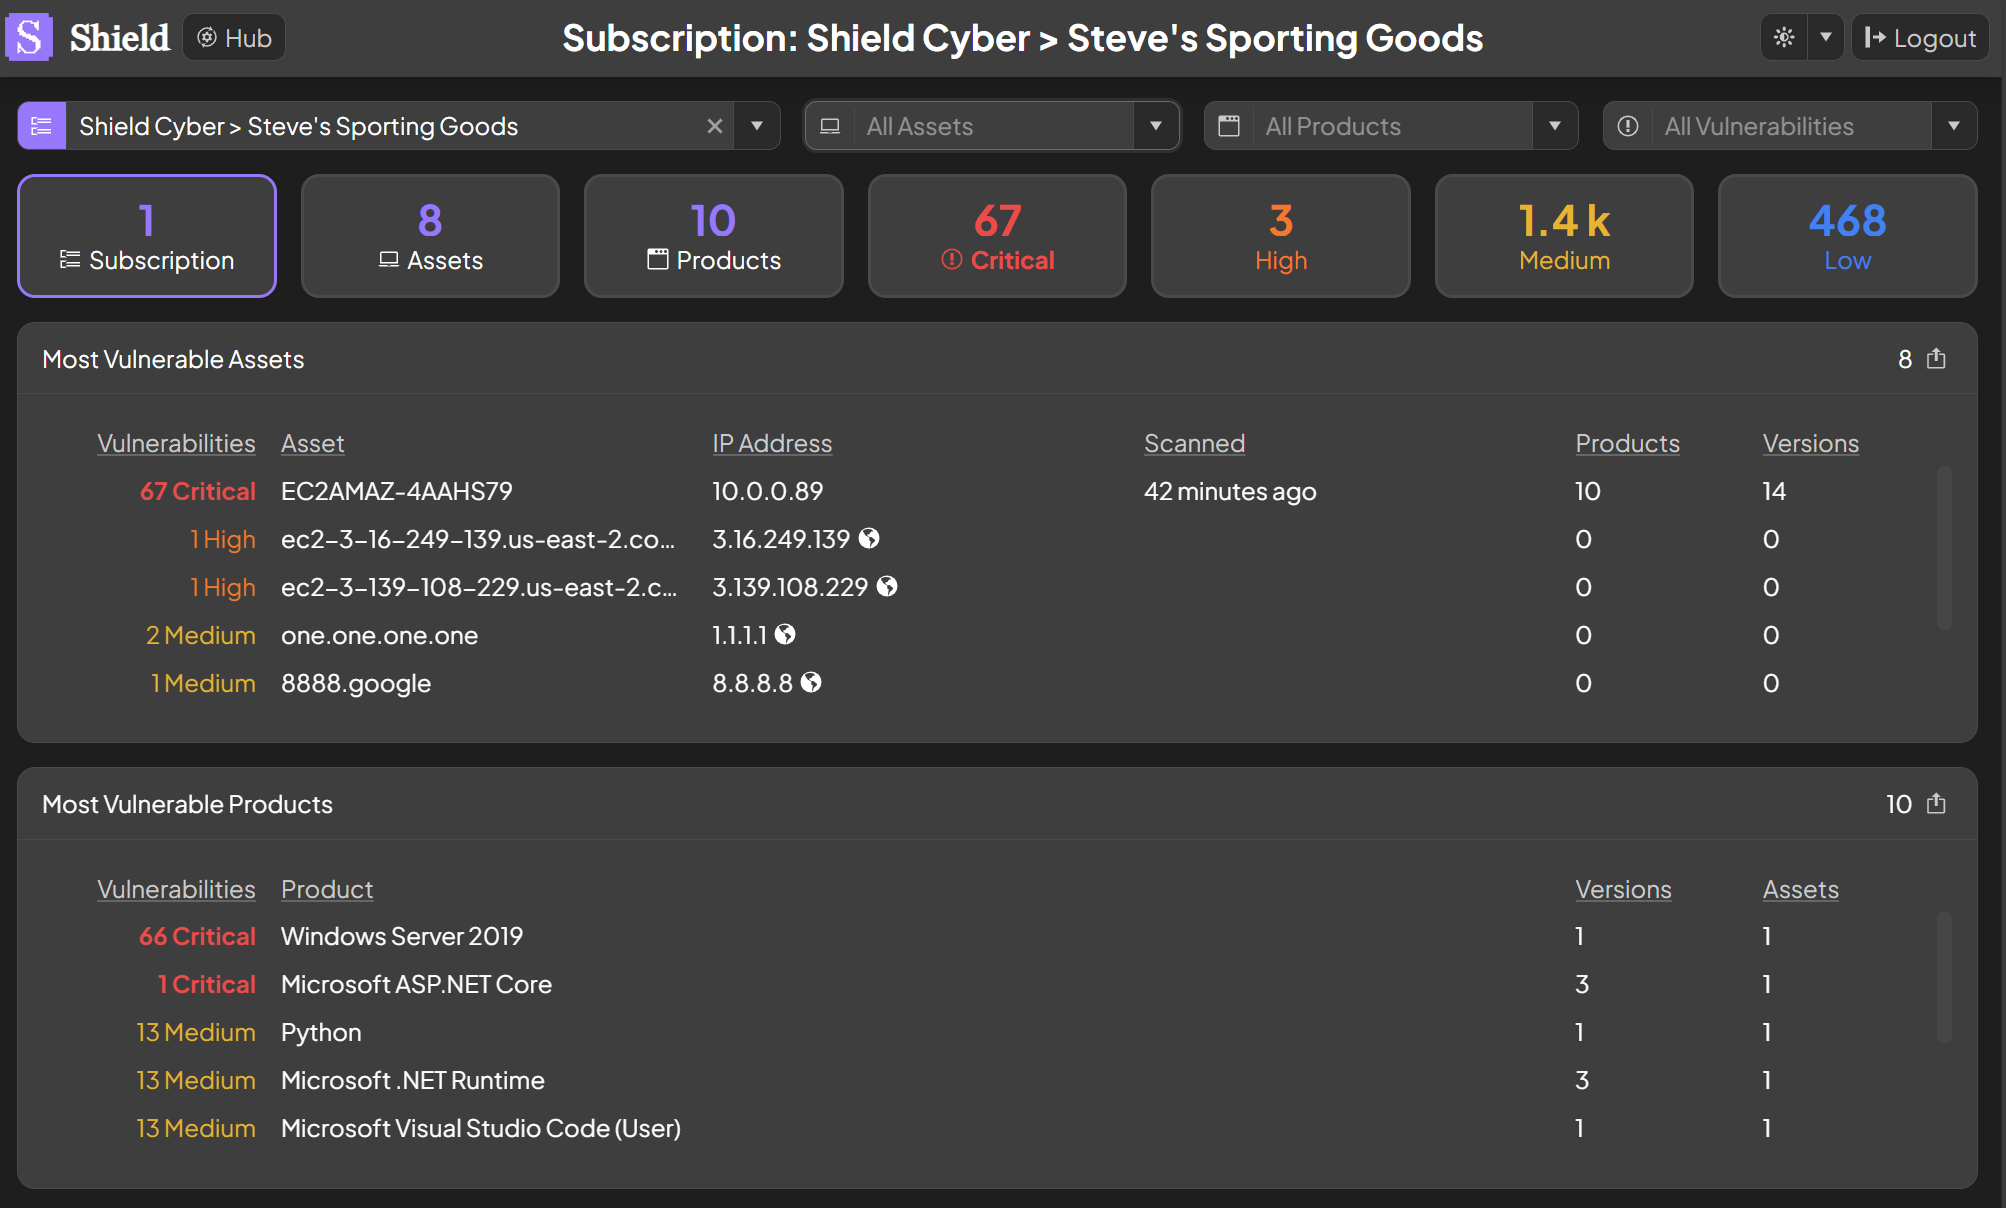 S Shield Hub Subscription: Shield Cyber > Steve's Sporting Goods Logout
Shield Cyber > Steve's Sporting Goods All Assets All Products All Vulnerabilities
1 8 10 67 3 1.4 k 468
Subscription Assets Products Critical High Medium Low
Most Vulnerable Assets 8
Vulnerabilities Asset IP Address Scanned Products Versions
67 Critical EC2AMAZ-4AAHS79 10.0.0.89 42 minutes ago 10 14
1 High ec2-3-16-249-139.us-east-2.co... 3.16.249.139 0 0
1 High ec2-3-139-108-229.us-east-2.c... 3.139.108.229 0 0
2 Medium one.one.one.one 1.1.1.1 0 0
1 Medium 8888.google 8.8.8.8 0 0
Most Vulnerable Products 10
Vulnerabilities Product Versions Assets
66 Critical Windows Server 2019 1 1
1 Critical Microsoft ASP.NET Core 3 1
13 Medium Python 1 1
13 Medium Microsoft .NET Runtime 3 1
13 Medium Microsoft Visual Studio Code (User) 1 1